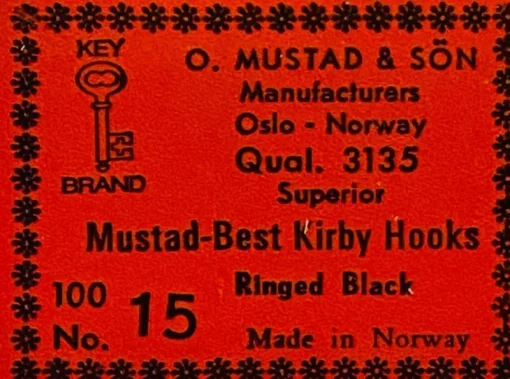 KEY
BRAND
O. MUSTAD & SÖN
Manufacturers
Oslo - Norway
Qual. 3135
Superior
Mustad-Best Kirby Hooks
Ringed Black
100
No. 15
Made in Norway